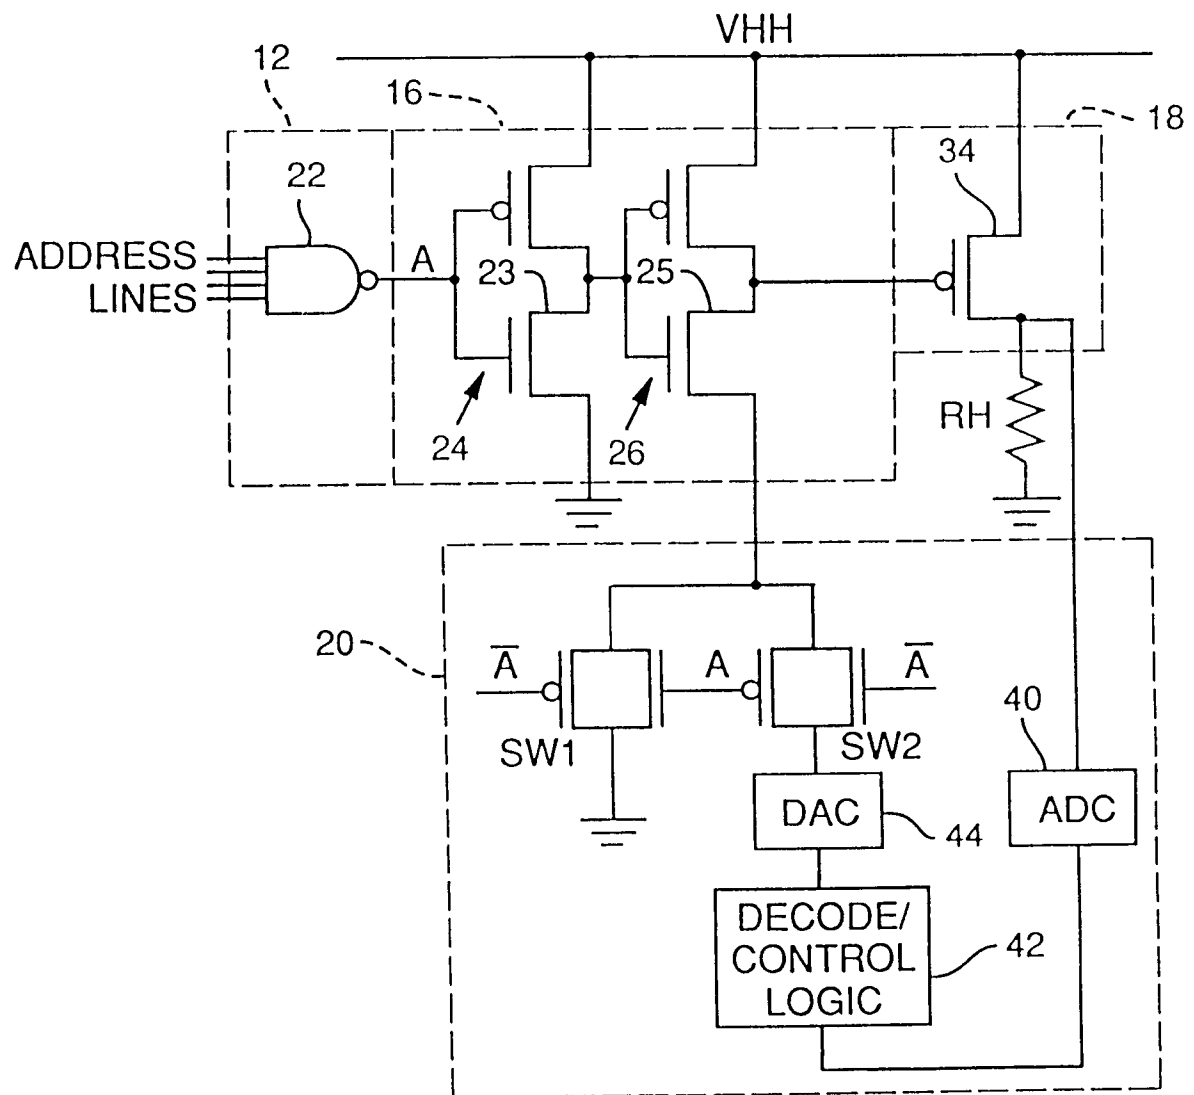 VHH
12
16
18
22
34
ADDRESS
LINES
A
23
25
24
26
RH
20
A̅
A
A̅
SW1
SW2
40
DAC
44
ADC
DECODE/
CONTROL
LOGIC
42